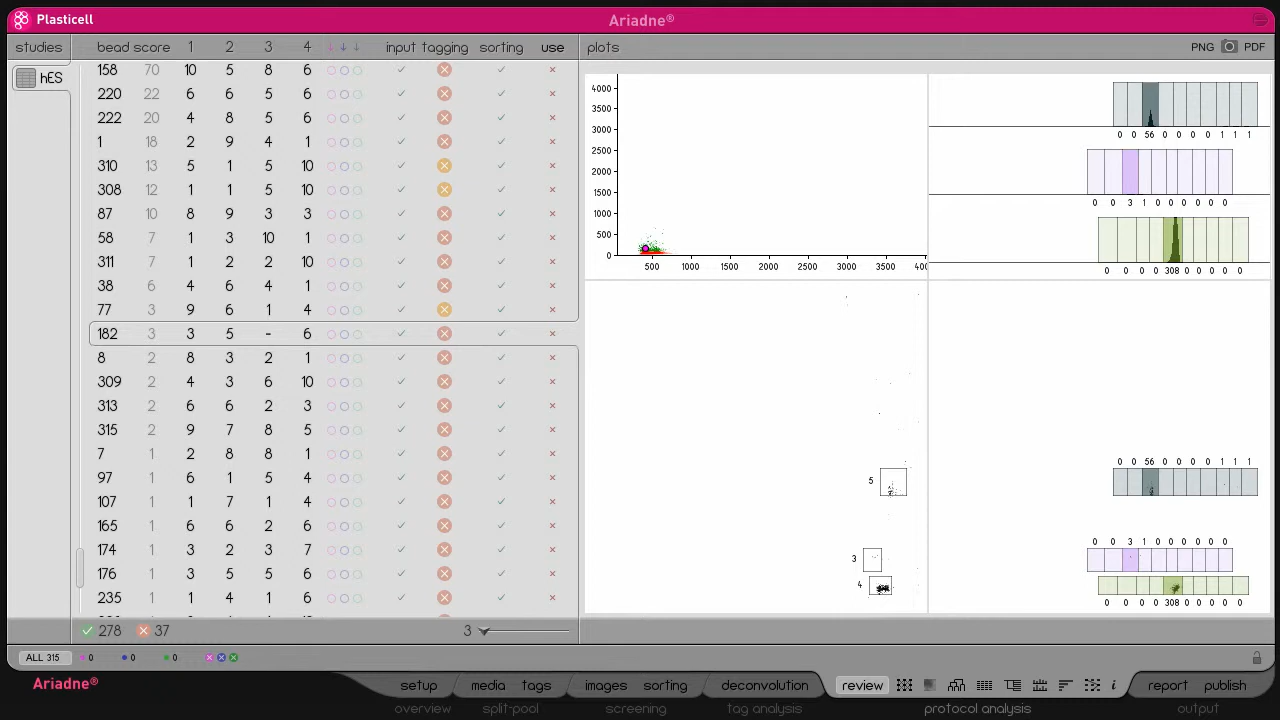 Plasticell Ariadne®
studies bead score 1 2 3 4 input tagging sorting use plots PNG PDF
hES
158 70 10 5 8 6
220 22 6 6 5 6
222 20 4 8 5 6
1 18 2 9 4 1
310 13 5 1 5 10
308 12 1 1 5 10
87 10 8 9 3 3
58 7 1 3 10 1
311 7 1 2 2 10
38 6 4 6 4 1
77 3 9 6 1 4
182 3 3 5 - 6
8 2 8 3 2 1
309 2 4 3 6 10
313 2 6 6 2 3
315 2 9 7 8 5
7 1 2 8 8 1
97 1 6 1 5 4
107 1 1 7 1 4
165 1 6 6 2 6
174 1 3 2 3 7
176 1 3 5 5 6
235 1 1 4 1 6
278 37 3
4000
3500
3000
2500
2000
1500
1000
500
0
500 1000 1500 2000 2500 3000 3500 40
0 0 56 0 0 0 0 1 1 1
0 0 3 1 0 0 0 0 0
0 0 0 0 308 0 0 0 0 0
5
3
4
0 0 56 0 0 0 0 1 1 1
0 0 3 1 0 0 0 0 0
0 0 0 0 308 0 0 0 0 0
ALL 315 0 0 0
Ariadne® setup media tags images sorting deconvolution review i report publish
overview split-pool screening tag analysis protocol analysis output